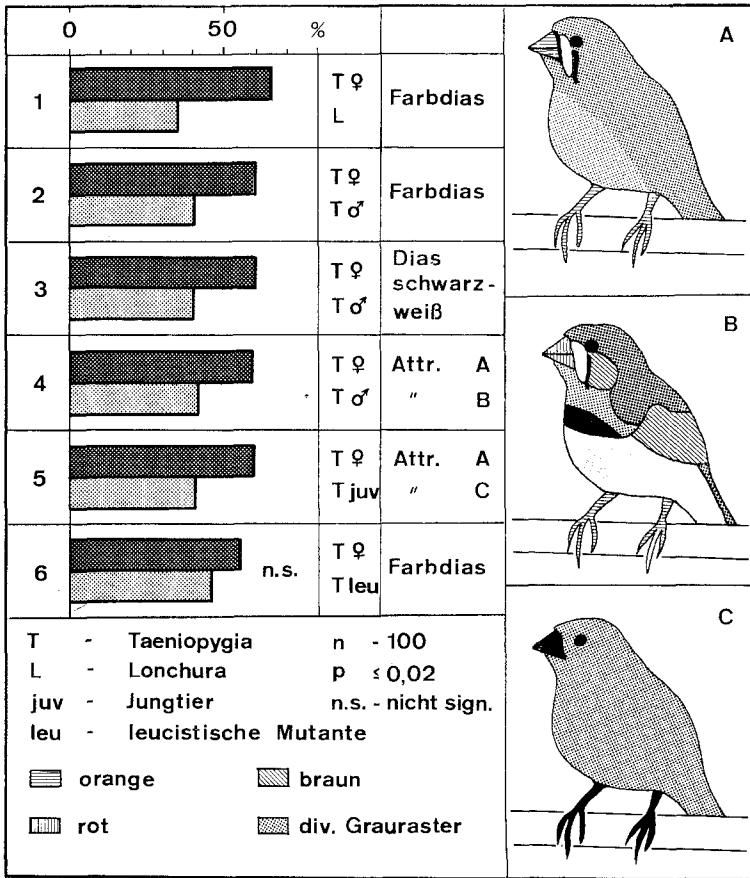 0 50 %
1 T♀ Farbdias
L
2 T♀ Farbdias
T♂
3 T♀ Dias
T♂ schwarz-
weiß
4 T♀ Attr. A
T♂ " B
5 T♀ Attr. A
T juv " C
6 n.s. T♀ Farbdias
T leu
T - Taeniopygia n - 100
L - Lonchura p ≤ 0,02
juv - Jungtier n.s. - nicht sign.
leu - leucistische Mutante
orange braun
rot div. Grauraster
A
B
C